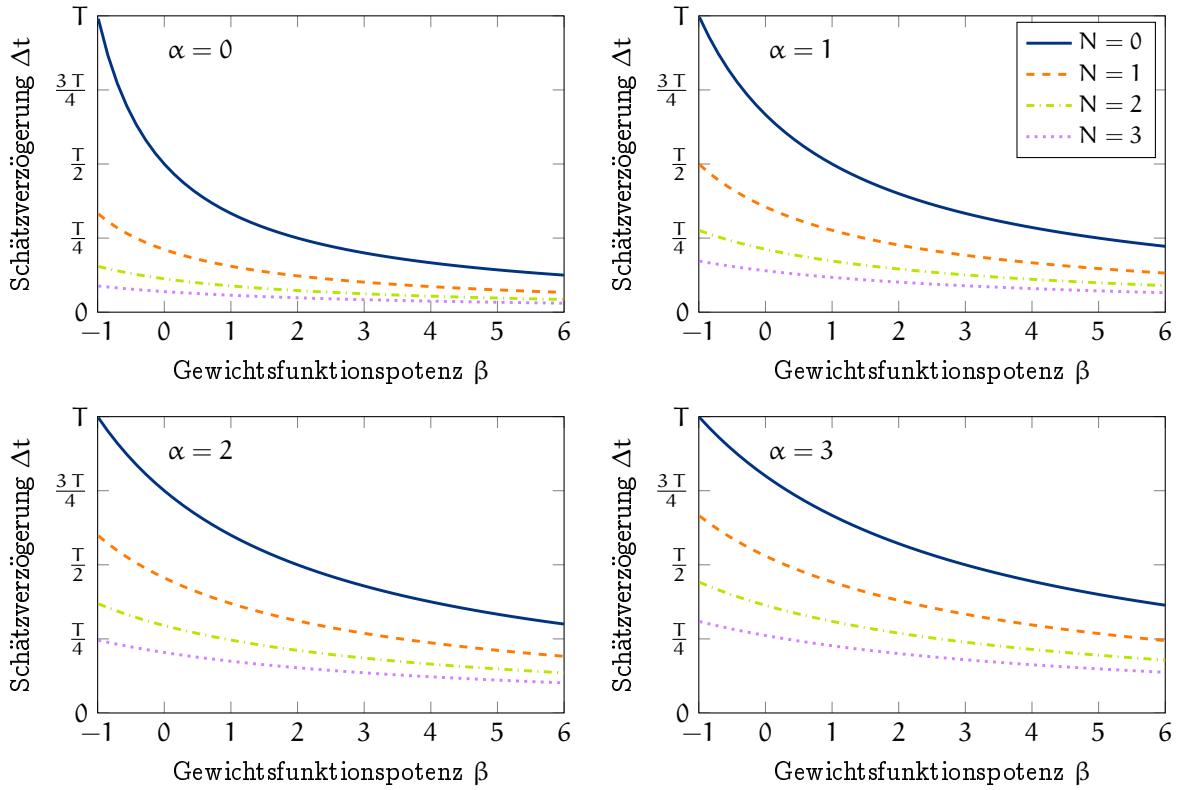 Schätzverzögerung Δt
T
3 T
4
T
2
T
4
0
α = 0
−1 0 1 2 3 4 5 6
Gewichtsfunktionspotenz β
Schätzverzögerung Δt
T
3 T
4
T
2
T
4
0
α = 1
N = 0
N = 1
N = 2
N = 3
−1 0 1 2 3 4 5 6
Gewichtsfunktionspotenz β
Schätzverzögerung Δt
T
3 T
4
T
2
T
4
0
α = 2
−1 0 1 2 3 4 5 6
Gewichtsfunktionspotenz β
Schätzverzögerung Δt
T
3 T
4
T
2
T
4
0
α = 3
−1 0 1 2 3 4 5 6
Gewichtsfunktionspotenz β